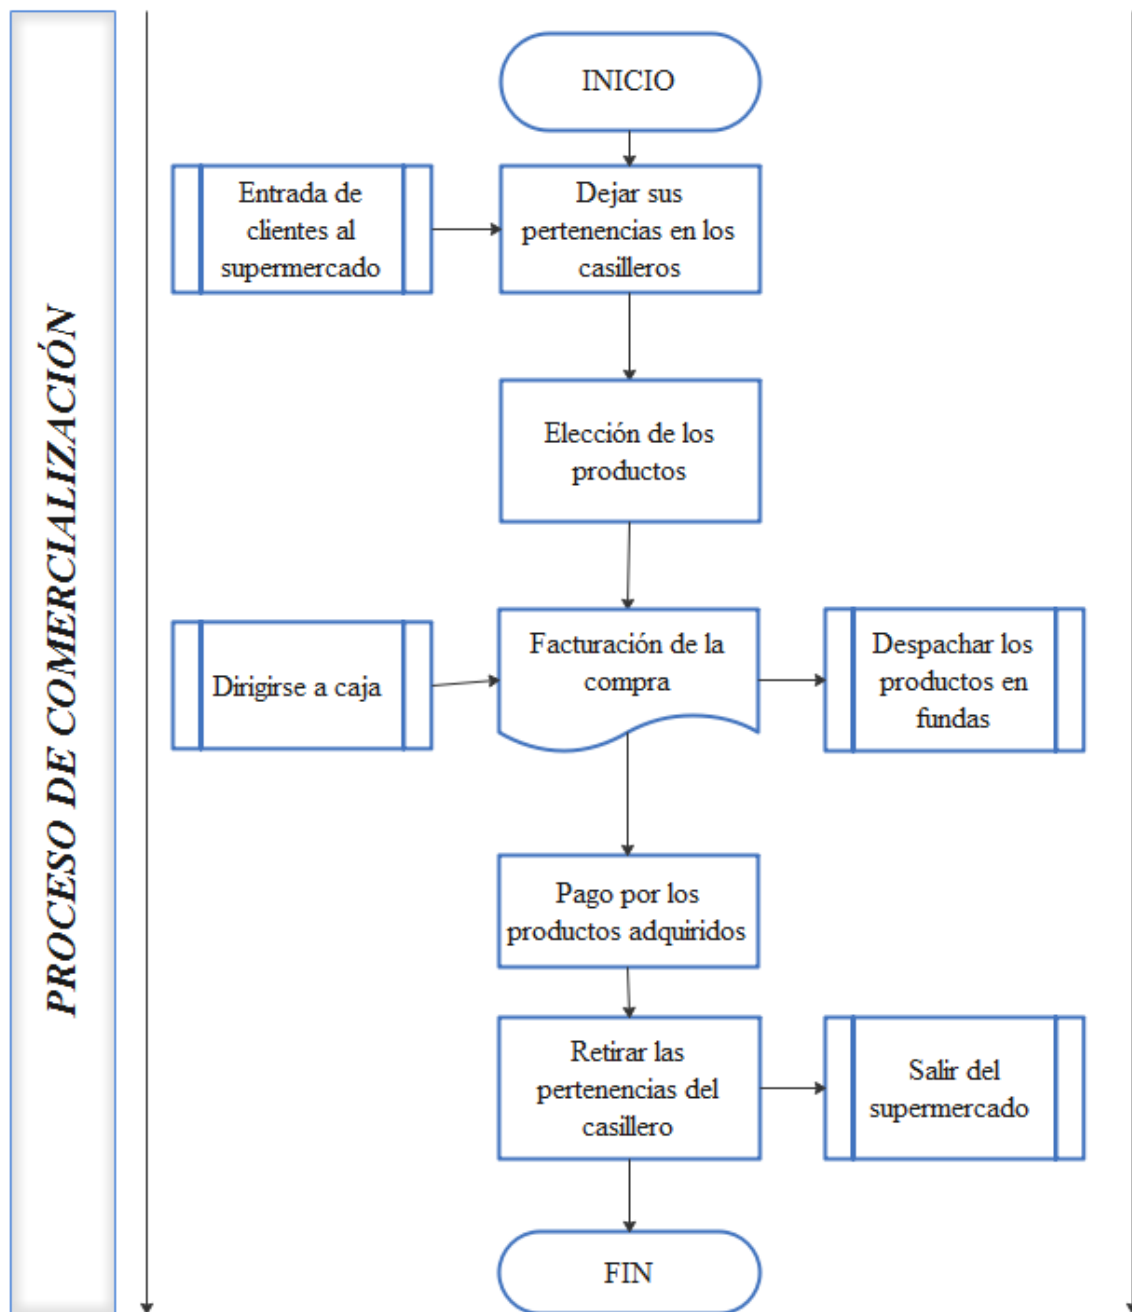 PROCESO DE COMERCIALIZACIÓN
INICIO
Entrada de
clientes al
supermercado
Dejar sus
pertenencias en los
casilleros
Elección de los
productos
Dirigirse a caja
Facturación de la
compra
Despachar los
productos en
fundas
Pago por los
productos adquiridos
Retirar las
pertenencias del
casillero
Salir del
supermercado
FIN